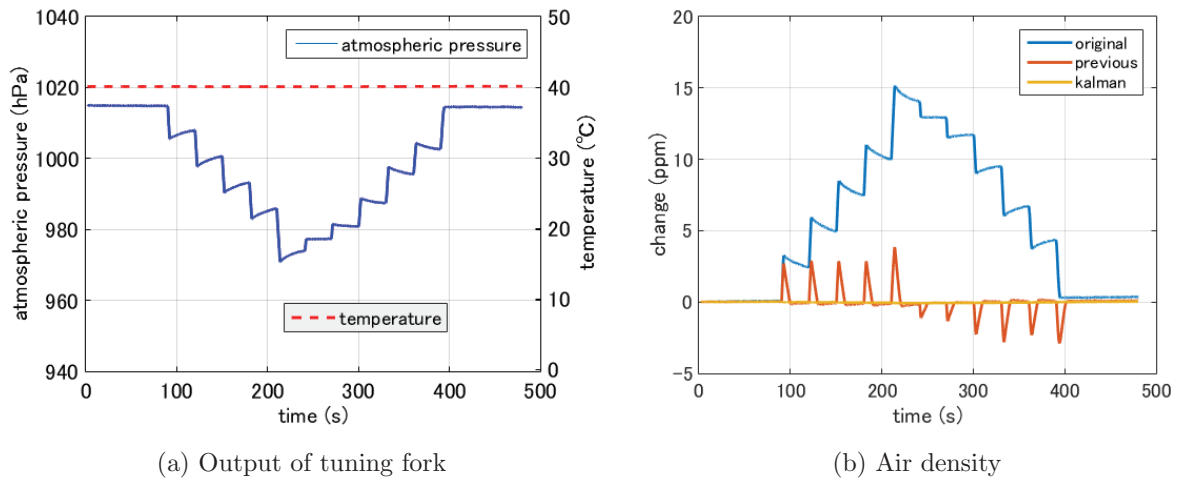 1040
1020
1000
980
960
940
atmospheric pressure (hPa)
atmospheric pressure
temperature
50
40
30
20
10
0
temperature (℃)
0
100
200
300
400
500
time (s)
(a) Output of tuning fork
20
15
10
5
0
-5
change (ppm)
original
previous
kalman
0
100
200
300
400
500
time (s)
(b) Air density